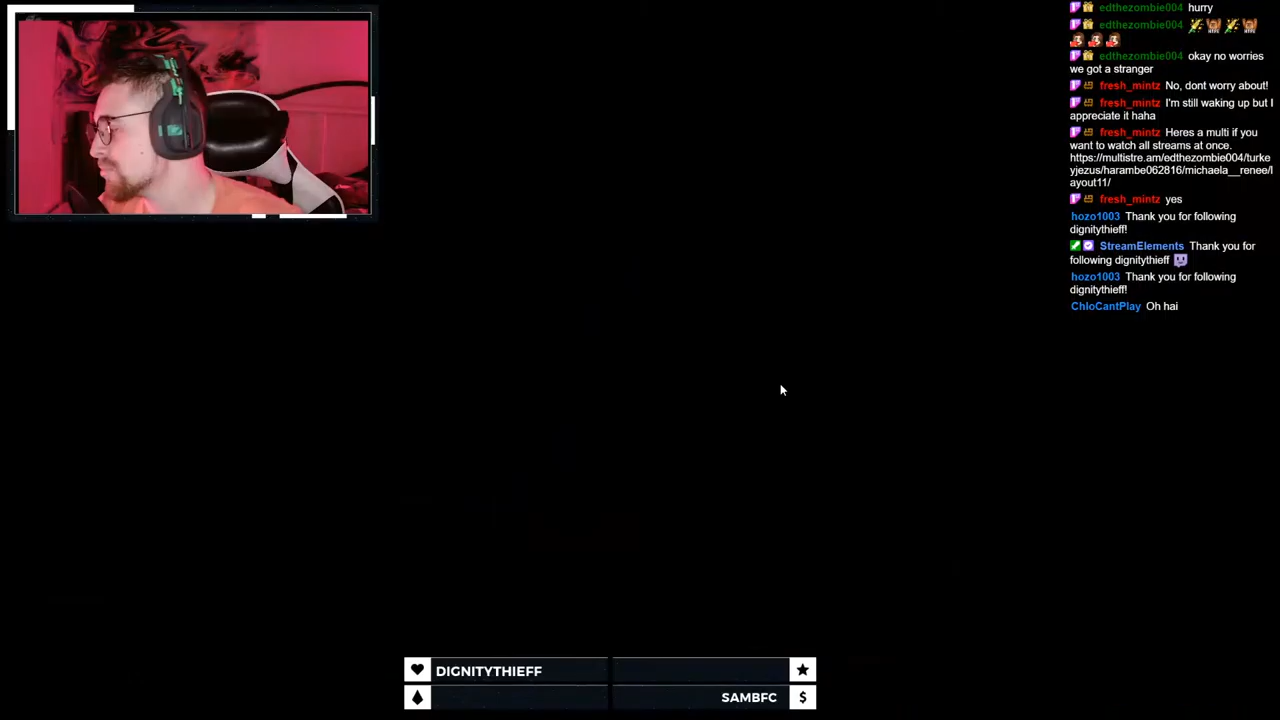 edthezombie004 hurry
edthezombie004
edthezombie004 okay no worries
we got a stranger
fresh_mintz No, dont worry about!
fresh_mintz I'm still waking up but I
appreciate it haha
fresh_mintz Heres a multi if you
want to watch all streams at once.
https://multistre.am/edthezombie004/turke
yjezus/harambe062816/michaela__renee/l
ayout11/
fresh_mintz yes
hozo1003 Thank you for following
dignitythieff!
StreamElements Thank you for
following dignitythieff
hozo1003 Thank you for following
dignitythieff!
ChloCantPlay Oh hai
DIGNITYTHIEFF
SAMBFC $